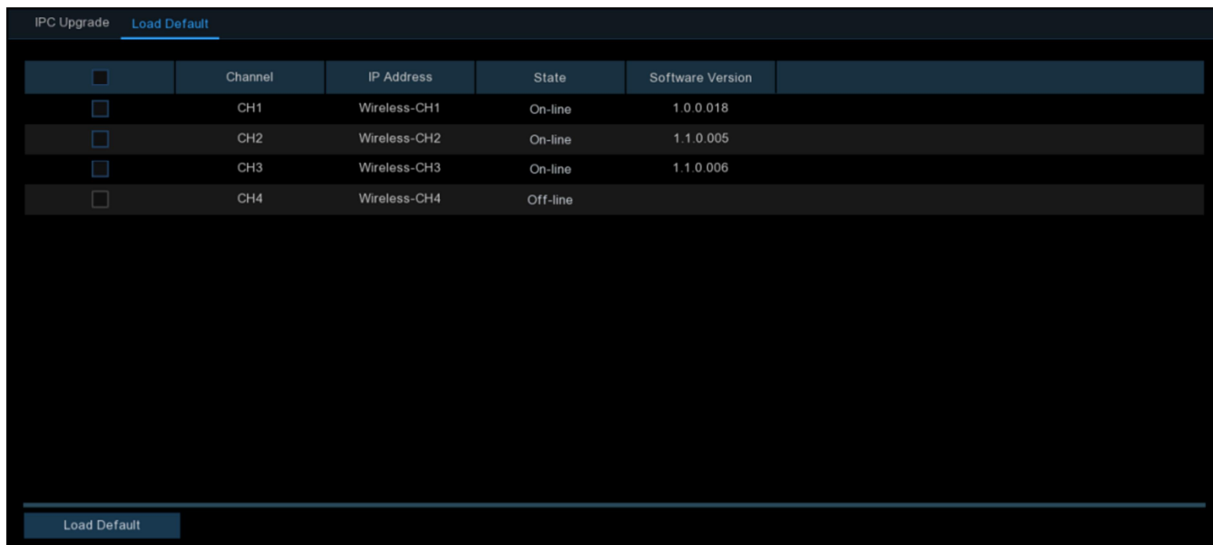 IPC Upgrade Load Default
Channel IP Address State Software Version
CH1 Wireless-CH1 On-line 1.0.0.018
CH2 Wireless-CH2 On-line 1.1.0.005
CH3 Wireless-CH3 On-line 1.1.0.006
CH4 Wireless-CH4 Off-line
Load Default